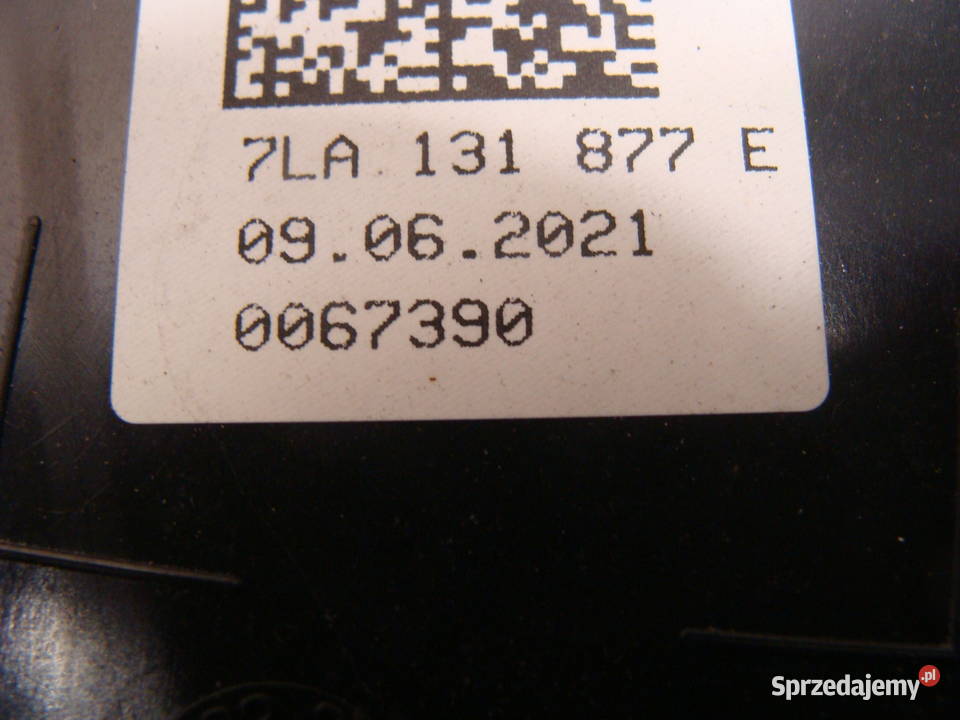 7LA 131 877 E
09.06.2021
0067390
Sprzedajemy.pl